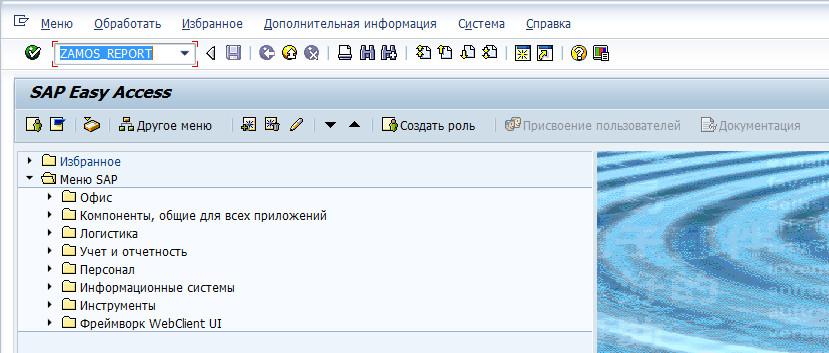 Меню Обработать Избранное Дополнительная информация Система Справка
ZAMOS_REPORT
SAP Easy Access
Другое меню Создать роль Присвоение пользователей Документация
Избранное
Меню SAP
Офис
Компоненты, общие для всех приложений
Логистика
Учет и отчетность
Персонал
Информационные системы
Инструменты
Фреймворк WebClient UI